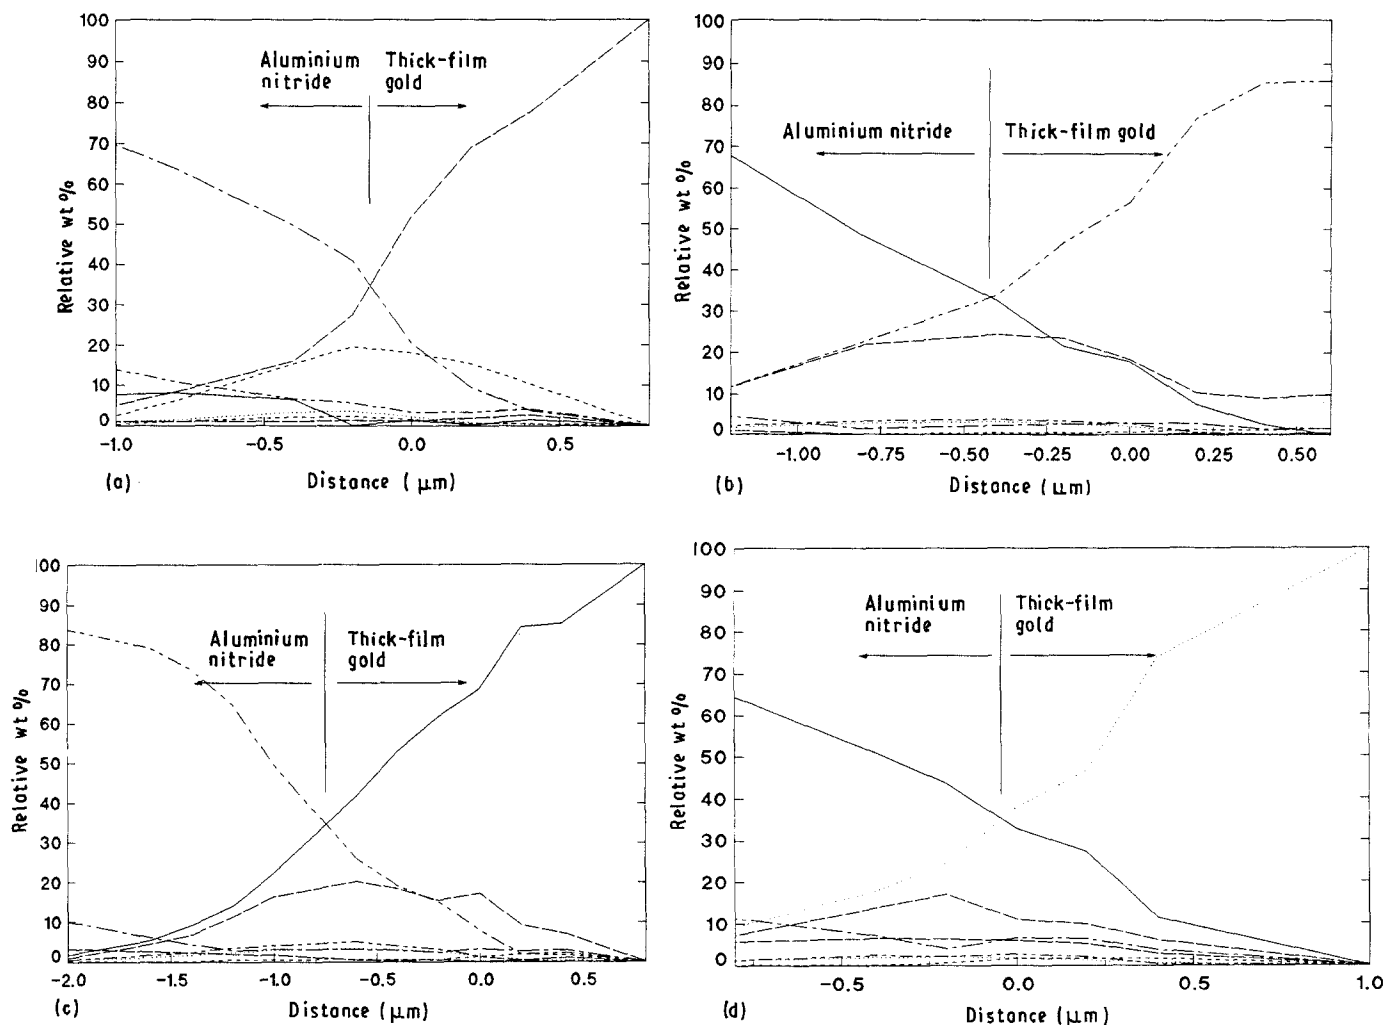 100
90
80
70
60
50
40
30
20
10
0
Relative wt %
Aluminium nitride
Thick-film gold
-1.0 -0.5 0.0 0.5
(a) Distance ( μm)
100
90
80
70
60
50
40
30
20
10
0
Relative wt %
Aluminium nitride
Thick-film gold
-1.00 -0.75 -0.50 -0.25 0.00 0.25 0.50
(b) Distance (μm)
100
90
80
70
60
50
40
30
20
10
0
Relative wt %
Aluminium nitride
Thick-film gold
-2.0 -1.5 -1.0 -0.5 0.0 0.5
(c) Distance (μm)
100
90
80
70
60
50
40
30
20
10
0
Relative wt %
Aluminium nitride
Thick-film gold
-0.5 0.0 0.5 1.0
(d) Distance (μm)